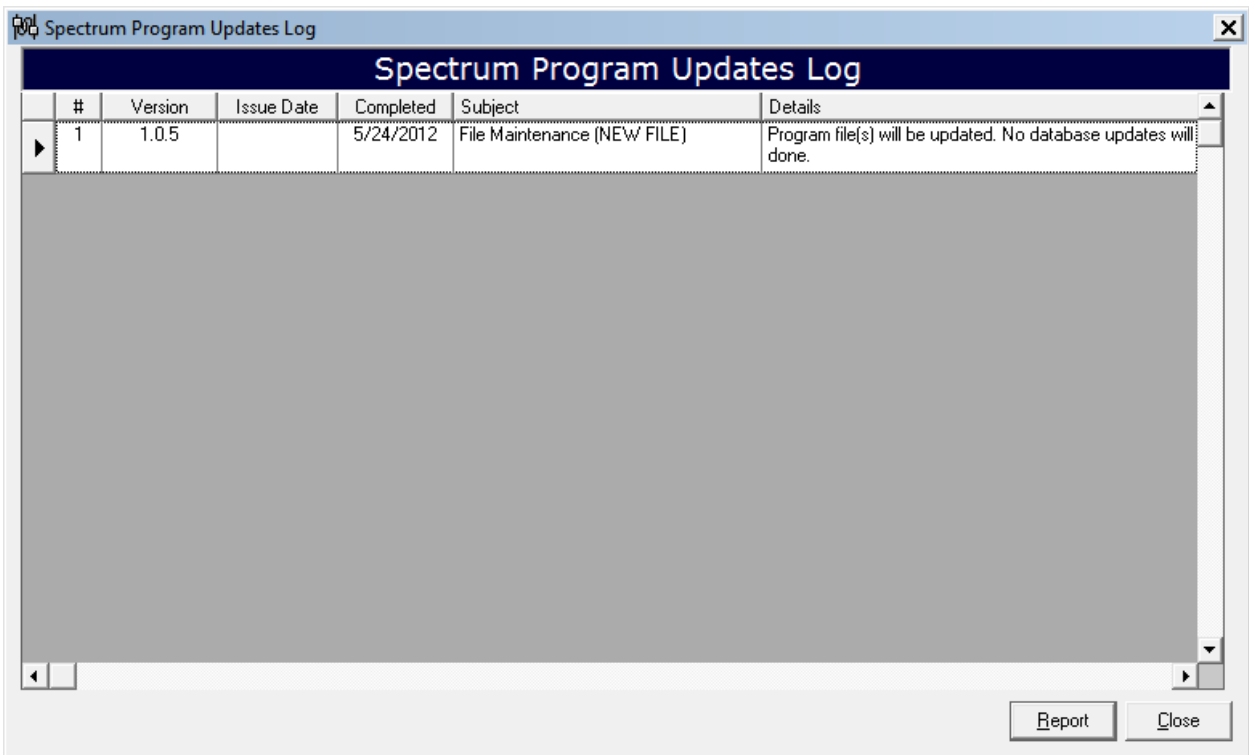 Spectrum Program Updates Log
Spectrum Program Updates Log
# Version Issue Date Completed Subject Details
1 1.0.5 5/24/2012 File Maintenance (NEW FILE) Program file(s) will be updated. No database updates will
done.
Report Close